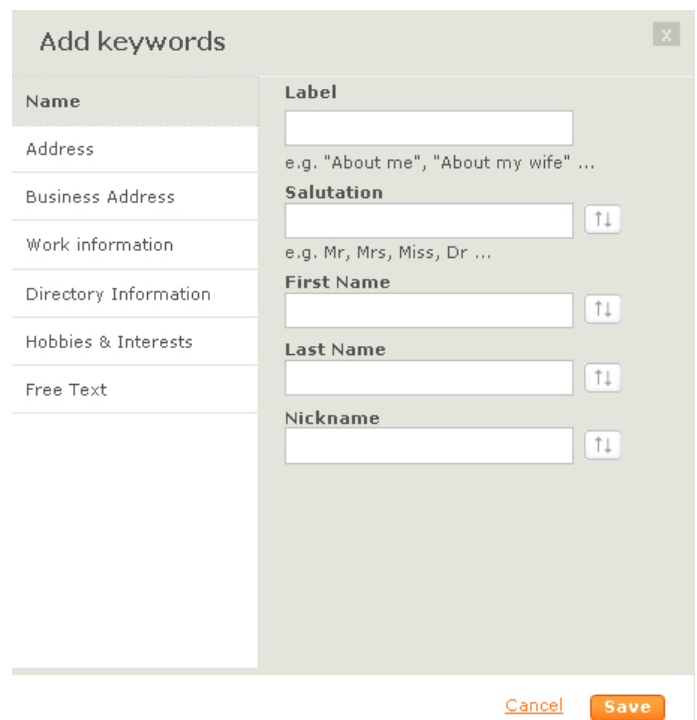 Add keywords
X
Name
Address
Business Address
Work information
Directory Information
Hobbies & Interests
Free Text
Label
e.g. "About me", "About my wife" ...
Salutation
e.g. Mr, Mrs, Miss, Dr ...
First Name
Last Name
Nickname
Cancel
Save